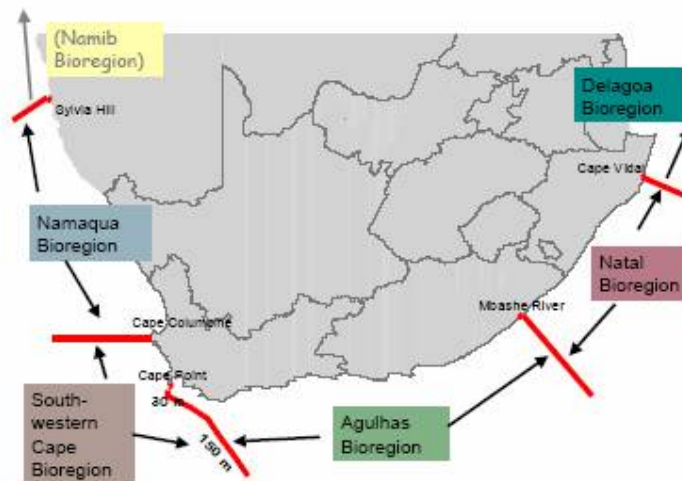 (Namib
Bioregion)
Sylvia Hill
Delagoa
Bioregion
Cape Vidal
Namaqua
Bioregion
Natal
Bioregion
Mbashe River
Cape Columbine
Cape Point
30 m
South-
western
Cape
Bioregion
150 m
Agulhas
Bioregion